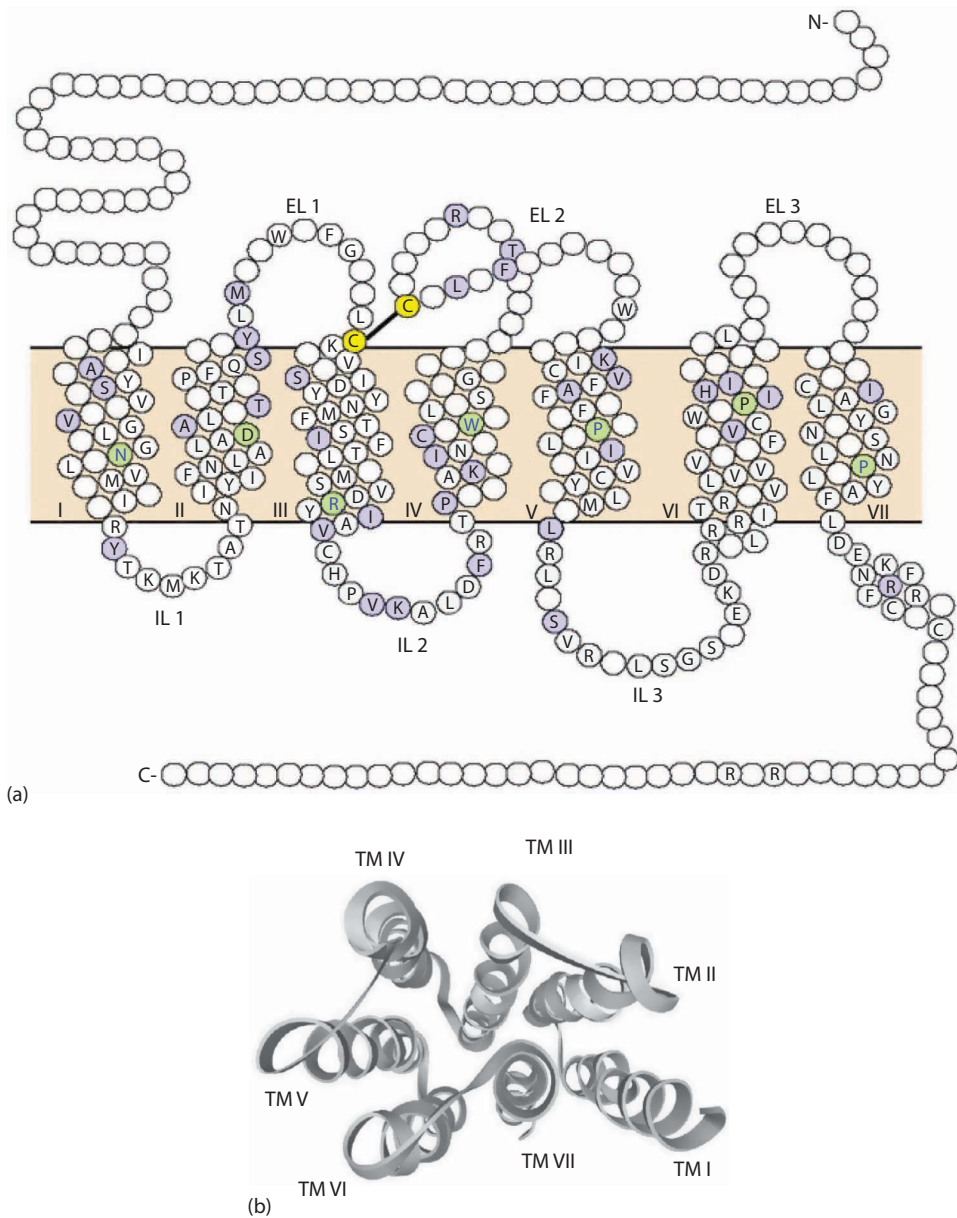 N-
EL 1
EL 2
EL 3
R
W F G T
F
M L
L C
L W
Y C K L
I S V I K
A P F Q C I
S Y T S Y D I G A F V H I P I C L A I
V T F M N Y L S F F W G
V L G A L A D I S T F C W L P V C F N Y S
N G L A L T I N I I L L P N
L M V F N L I S M A K Y C V L V V F A Y
I I Y R D V P M L T V
I II III IV V VI VII
R N Y V A I T L R R I L
Y T C R R R L D
T K M K T A H P V K A L D F L D K E
IL 1
IL 2
E N K F
F R R
C C
S V R L S G S
IL 3
C-
R R
(a)
TM IV
TM III
TM II
TM V
TM VII
TM I
TM VI
(b)